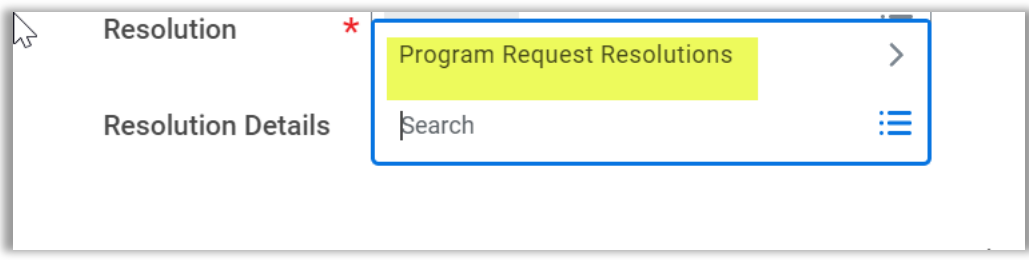 Resolution *
Program Request Resolutions
Resolution Details Search